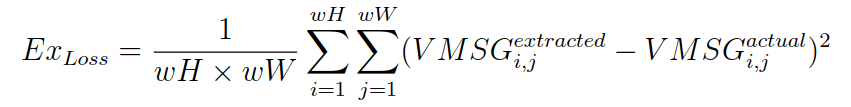 $Ex_{Loss} = \frac{1}{wH \times wW} \sum_{i=1}^{wH} \sum_{j=1}^{wW} (VMSG_{i,j}^{extracted} - VMSG_{i,j}^{actual})^2$